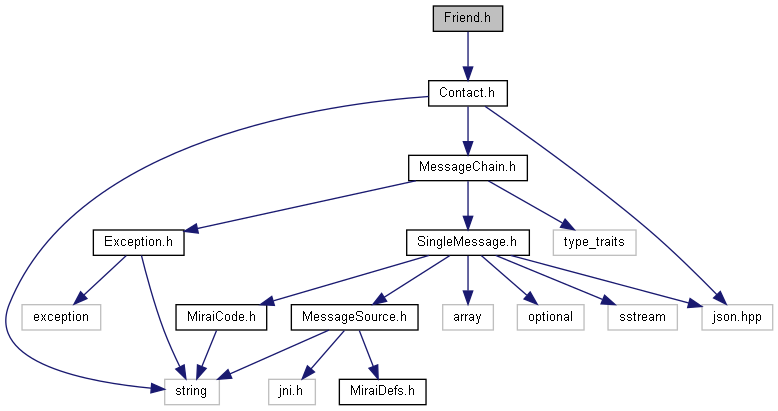 Friend.h
Contact.h
MessageChain.h
Exception.h
SingleMessage.h
type_traits
exception
MiraiCode.h
MessageSource.h
array
optional
sstream
json.hpp
string
jni.h
MiraiDefs.h